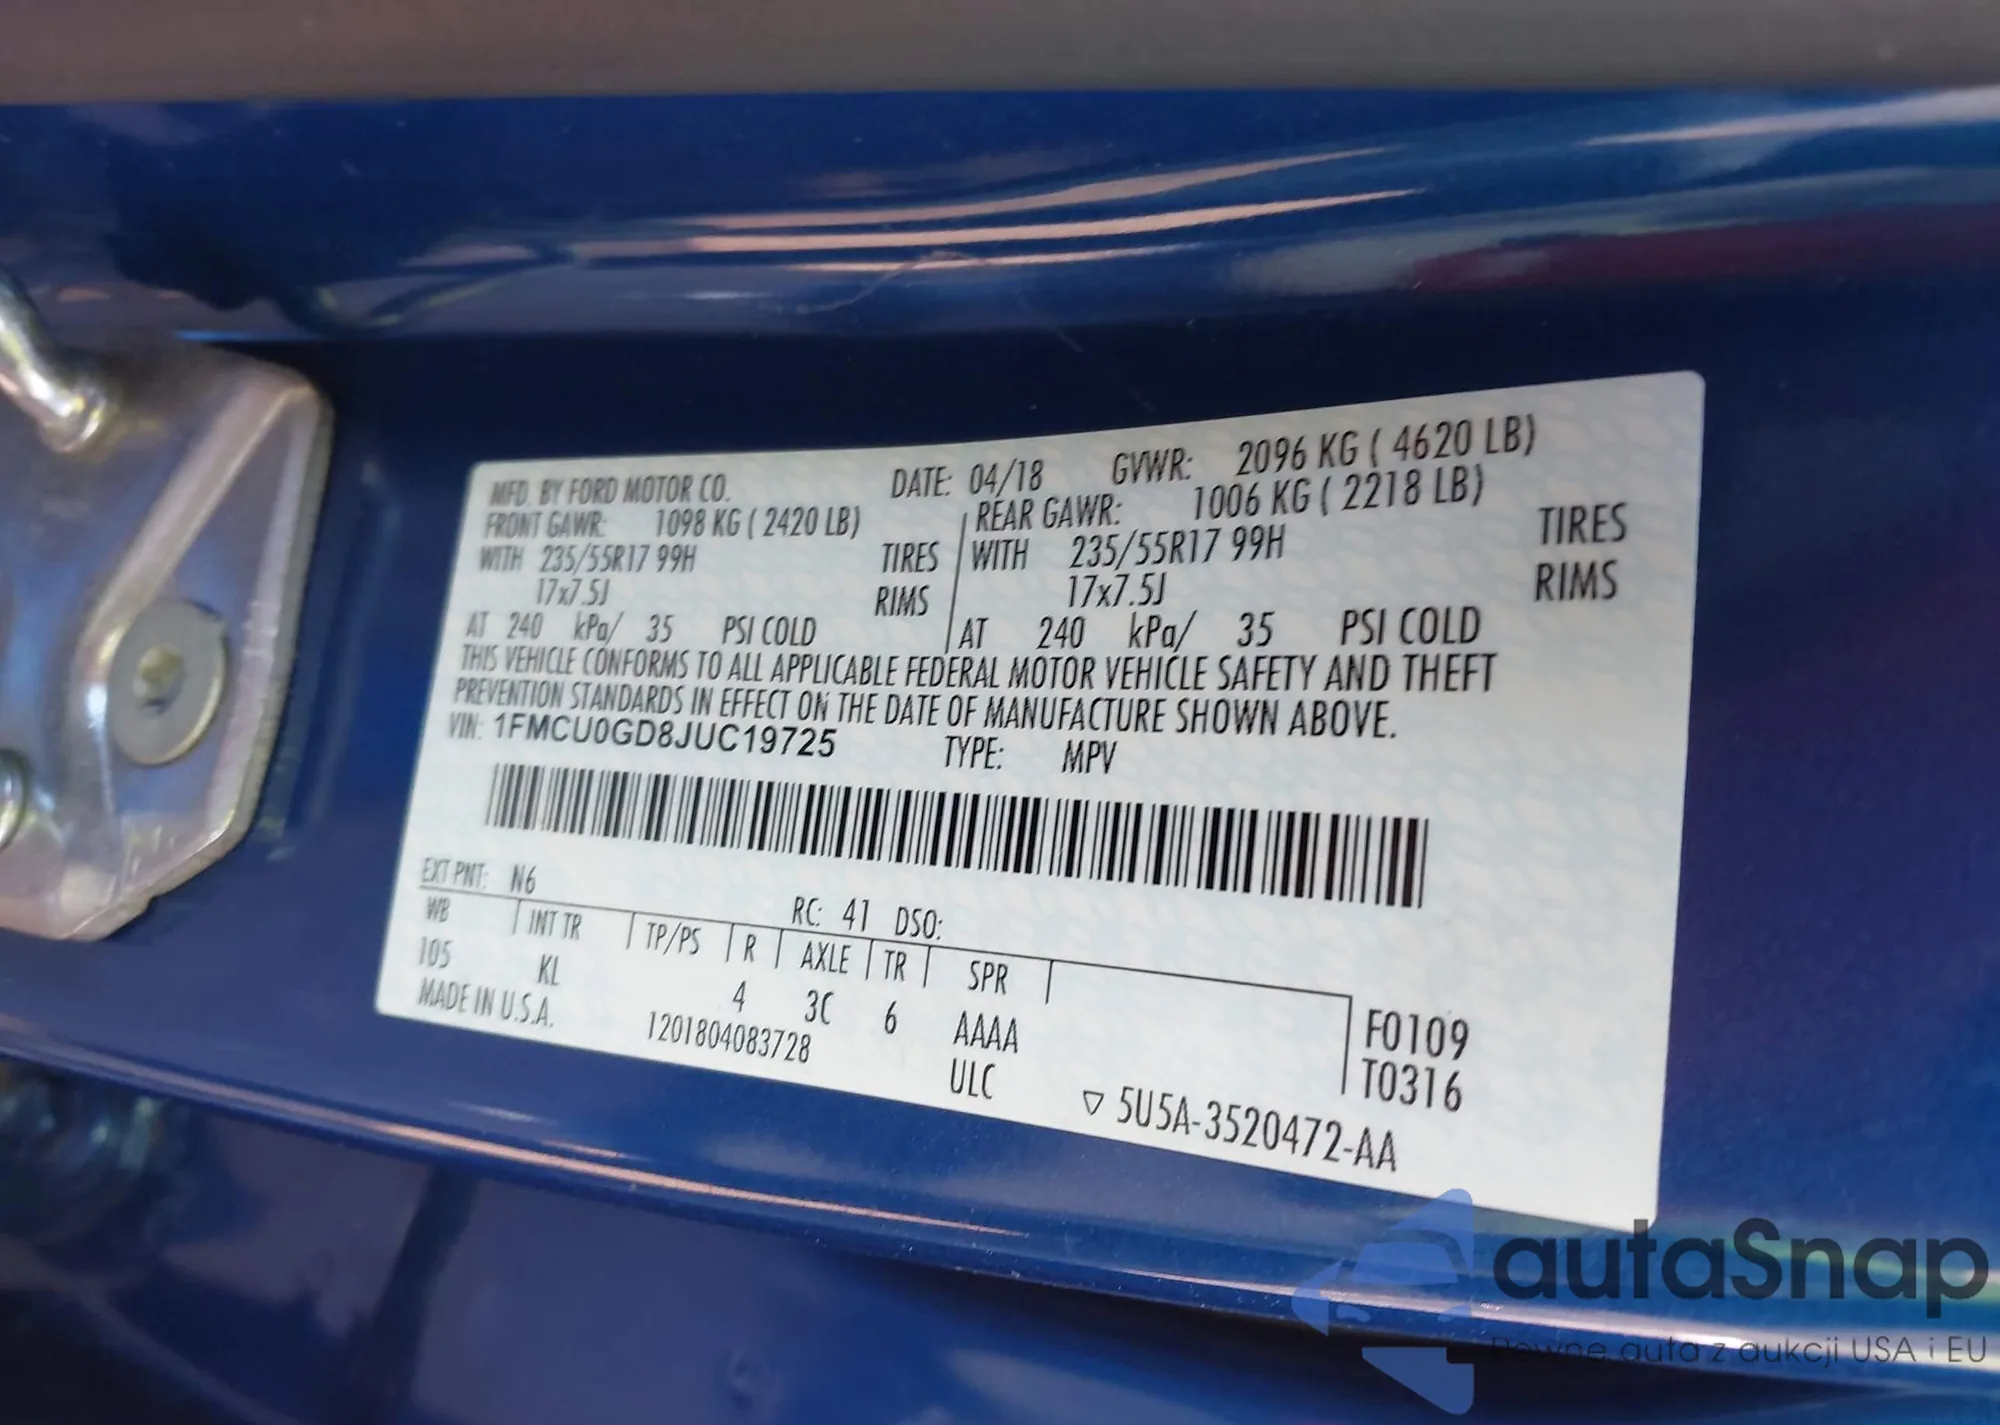 MFD. BY FORD MOTOR CO. DATE: 04/18 GVWR: 2096 KG ( 4620 LB)
FRONT GAWR: 1098 KG ( 2420 LB) REAR GAWR: 1006 KG ( 2218 LB)
WITH 235/55R17 99H TIRES WITH 235/55R17 99H TIRES
17x7.5J RIMS 17x7.5J RIMS
AT 240 kPa/ 35 PSI COLD AT 240 kPa/ 35 PSI COLD
THIS VEHICLE CONFORMS TO ALL APPLICABLE FEDERAL MOTOR VEHICLE SAFETY AND THEFT
PREVENTION STANDARDS IN EFFECT ON THE DATE OF MANUFACTURE SHOWN ABOVE.
VIN: 1FMCU0GD8JUC19725 TYPE: MPV
EXT PNT: N6 RC: 41 DSO:
WB INT TR TP/PS R AXLE TR SPR
105 KL 4 3C 6 AAAA F0109
MADE IN U.S.A. 1201804083728 ULC T0316
▽ 5U5A-3520472-AA
autaSnap
Pewne auta z aukcji USA i EU